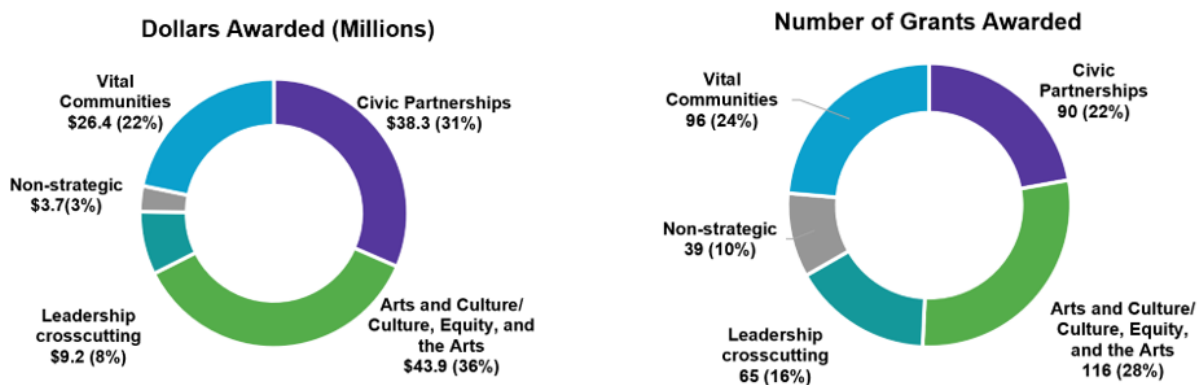 Dollars Awarded (Millions)
Vital
Communities
$26.4 (22%)
Civic Partnerships
$38.3 (31%)
Non-strategic
$3.7(3%)
Leadership
crosscutting
$9.2 (8%)
Arts and Culture/
Culture, Equity, and
the Arts
$43.9 (36%)
Number of Grants Awarded
Vital
Communities
96 (24%)
Civic
Partnerships
90 (22%)
Non-strategic
39 (10%)
Leadership
crosscutting
65 (16%)
Arts and Culture/
Culture, Equity,
and the Arts
116 (28%)